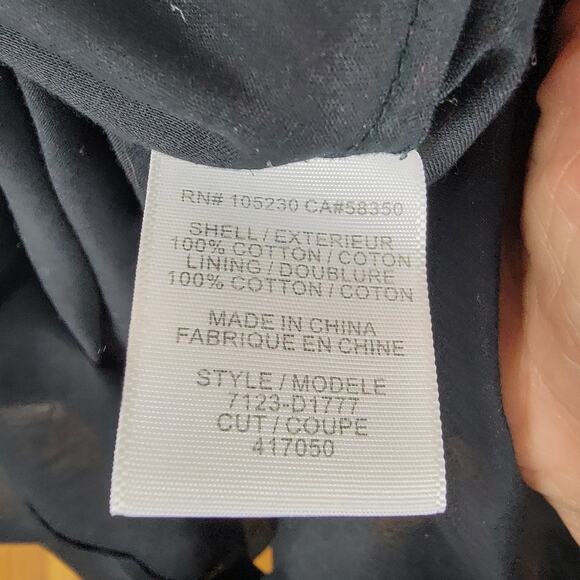 RN# 105230 CA#58350
SHELL / EXTERIEUR
100% COTTON / COTON
LINING / DOUBLURE
100% COTTON / COTON
MADE IN CHINA
FABRIQUE EN CHINE
STYLE / MODELE
7123-D1777
CUT / COUPE
417050